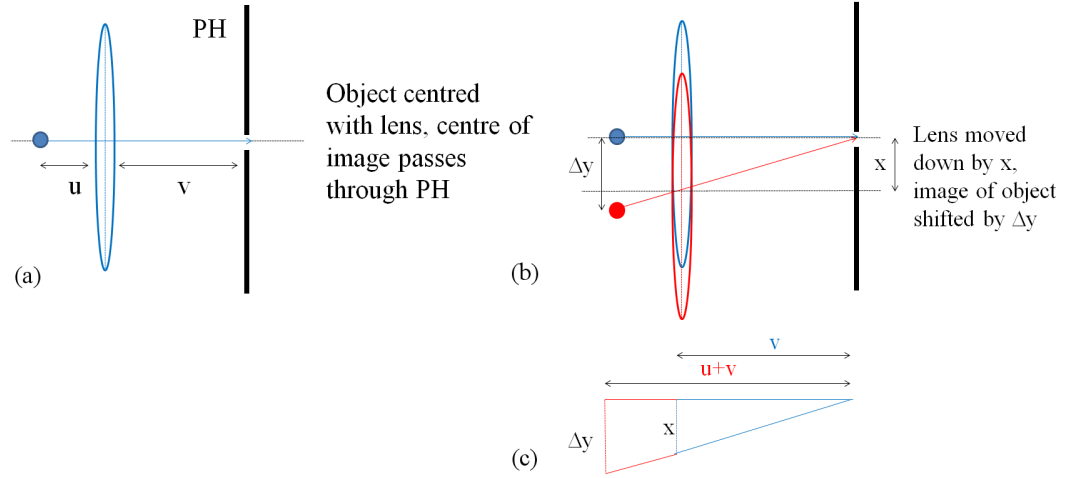 PH
Object centred
with lens, centre of
image passes
through PH
u
v
(a)
Δy
x
Lens moved
down by x,
image of object
shifted by Δy
(b)
v
u+v
Δy
x
(c)